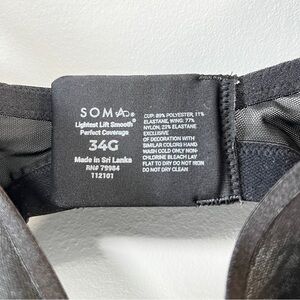 SOMA
Lightest Lift Smooth
Perfect Coverage
34G
Made in Sri Lanka
RN# 79984
112101
CUP: 89% POLYESTER, 11%
ELASTANE, WING: 77%
NYLON, 23% ELASTANE
EXCLUSIVE
OF DECORATION WITH
SIMILAR COLORS HAND
WASH COLD ONLY NON-
CHLORINE BLEACH LAY
FLAT TO DRY DO NOT IRON
DO NOT DRY CLEAN